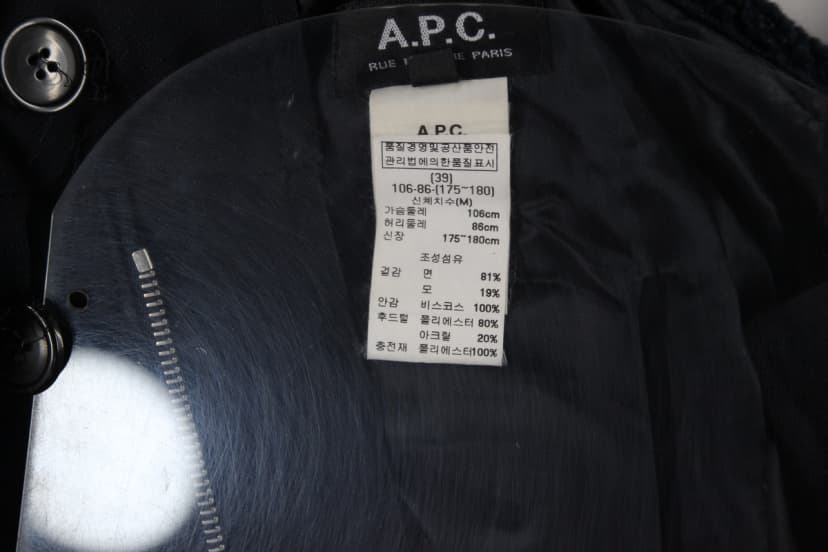 A.P.C.
RUE PARIS
A.P.C.
품질경영및공산품안전
관리법에의한품질표시
(39)
106-86-(175~180)
신체치수(M)
가슴둘레 106cm
허리둘레 86cm
신장 175~180cm
조성섬유
겉감 면 81%
모 19%
안감 비스코스 100%
후드털 폴리에스터 80%
아크릴 20%
충전재 폴리에스터100%